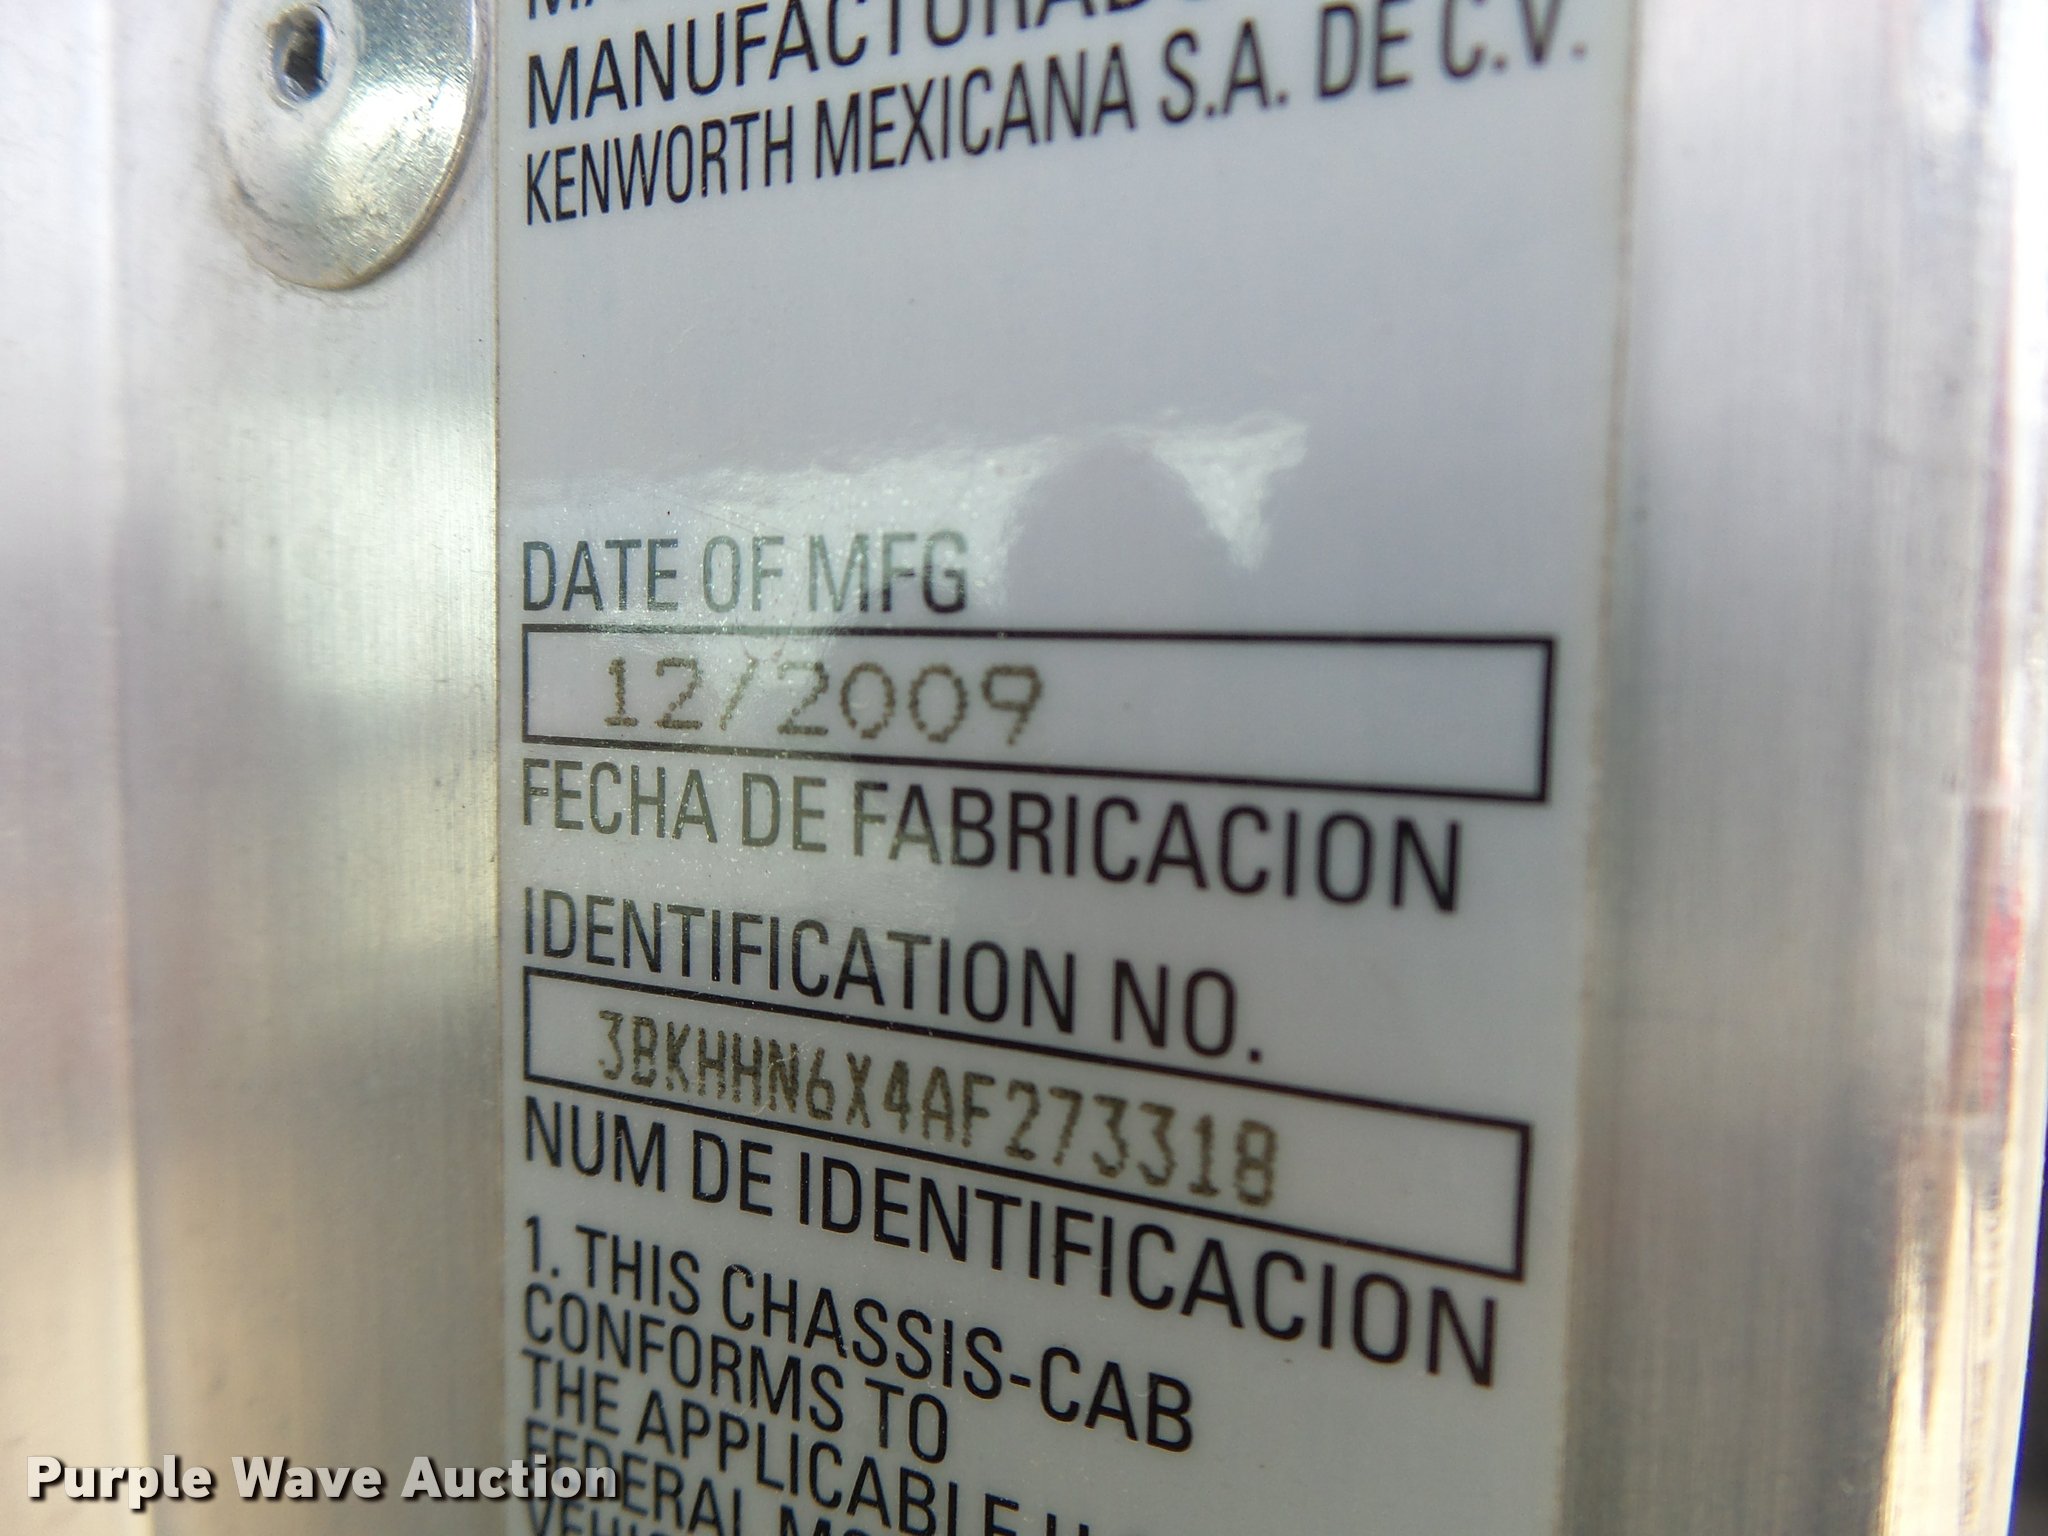 MANUFACTURADO
KENWORTH MEXICANA S.A. DE C.V.
DATE OF MFG
12/2009
FECHA DE FABRICACION
IDENTIFICATION NO.
3BKHHN6X4AF273318
NUM DE IDENTIFICACION
1. THIS CHASSIS-CAB
CONFORMS TO
THE APPLICABLE
FEDERAL
Purple Wave Auction